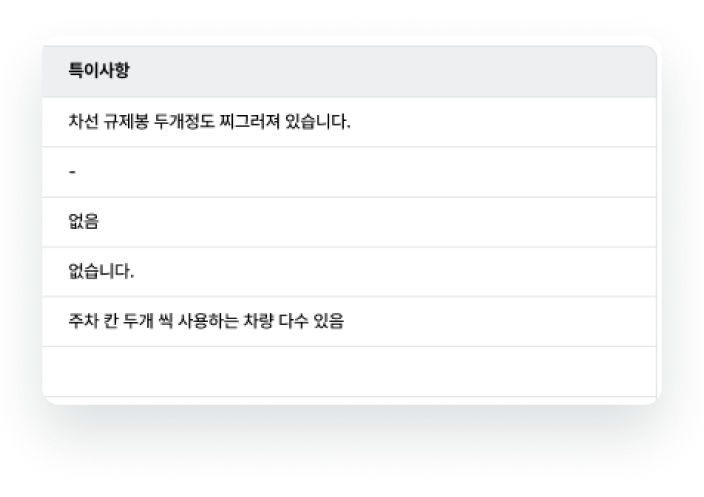 특이사항
차선 규제봉 두개정도 찌그러져 있습니다.
-
없음
없습니다.
주차 칸 두개 씩 사용하는 차량 다수 있음